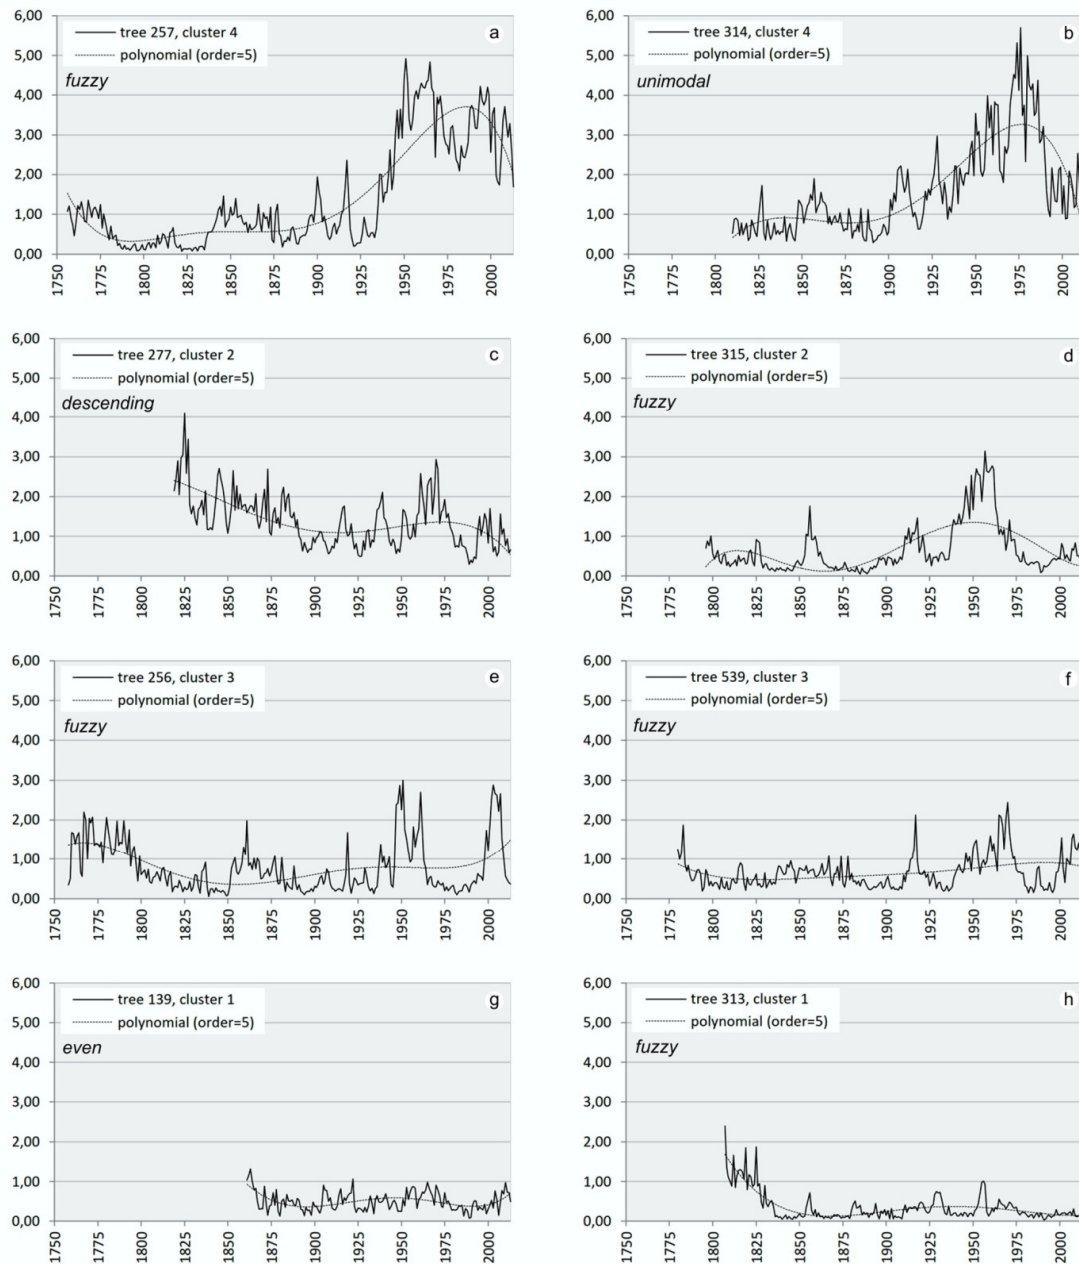 6,00
tree 257, cluster 4
a
5,00
polynomial (order=5)
fuzzy
4,00
3,00
2,00
1,00
0,00
1750 1775 1800 1825 1850 1875 1900 1925 1950 1975 2000
6,00
tree 314, cluster 4
b
5,00
polynomial (order=5)
unimodal
4,00
3,00
2,00
1,00
0,00
1750 1775 1800 1825 1850 1875 1900 1925 1950 1975 2000
6,00
tree 277, cluster 2
c
5,00
polynomial (order=5)
descending
4,00
3,00
2,00
1,00
0,00
1750 1775 1800 1825 1850 1875 1900 1925 1950 1975 2000
6,00
tree 315, cluster 2
d
5,00
polynomial (order=5)
fuzzy
4,00
3,00
2,00
1,00
0,00
1750 1775 1800 1825 1850 1875 1900 1925 1950 1975 2000
6,00
tree 256, cluster 3
e
5,00
polynomial (order=5)
fuzzy
4,00
3,00
2,00
1,00
0,00
1750 1775 1800 1825 1850 1875 1900 1925 1950 1975 2000
6,00
tree 539, cluster 3
f
5,00
polynomial (order=5)
fuzzy
4,00
3,00
2,00
1,00
0,00
1750 1775 1800 1825 1850 1875 1900 1925 1950 1975 2000
6,00
tree 139, cluster 1
g
5,00
polynomial (order=5)
even
4,00
3,00
2,00
1,00
0,00
1750 1775 1800 1825 1850 1875 1900 1925 1950 1975 2000
6,00
tree 313, cluster 1
h
5,00
polynomial (order=5)
fuzzy
4,00
3,00
2,00
1,00
0,00
1750 1775 1800 1825 1850 1875 1900 1925 1950 1975 2000